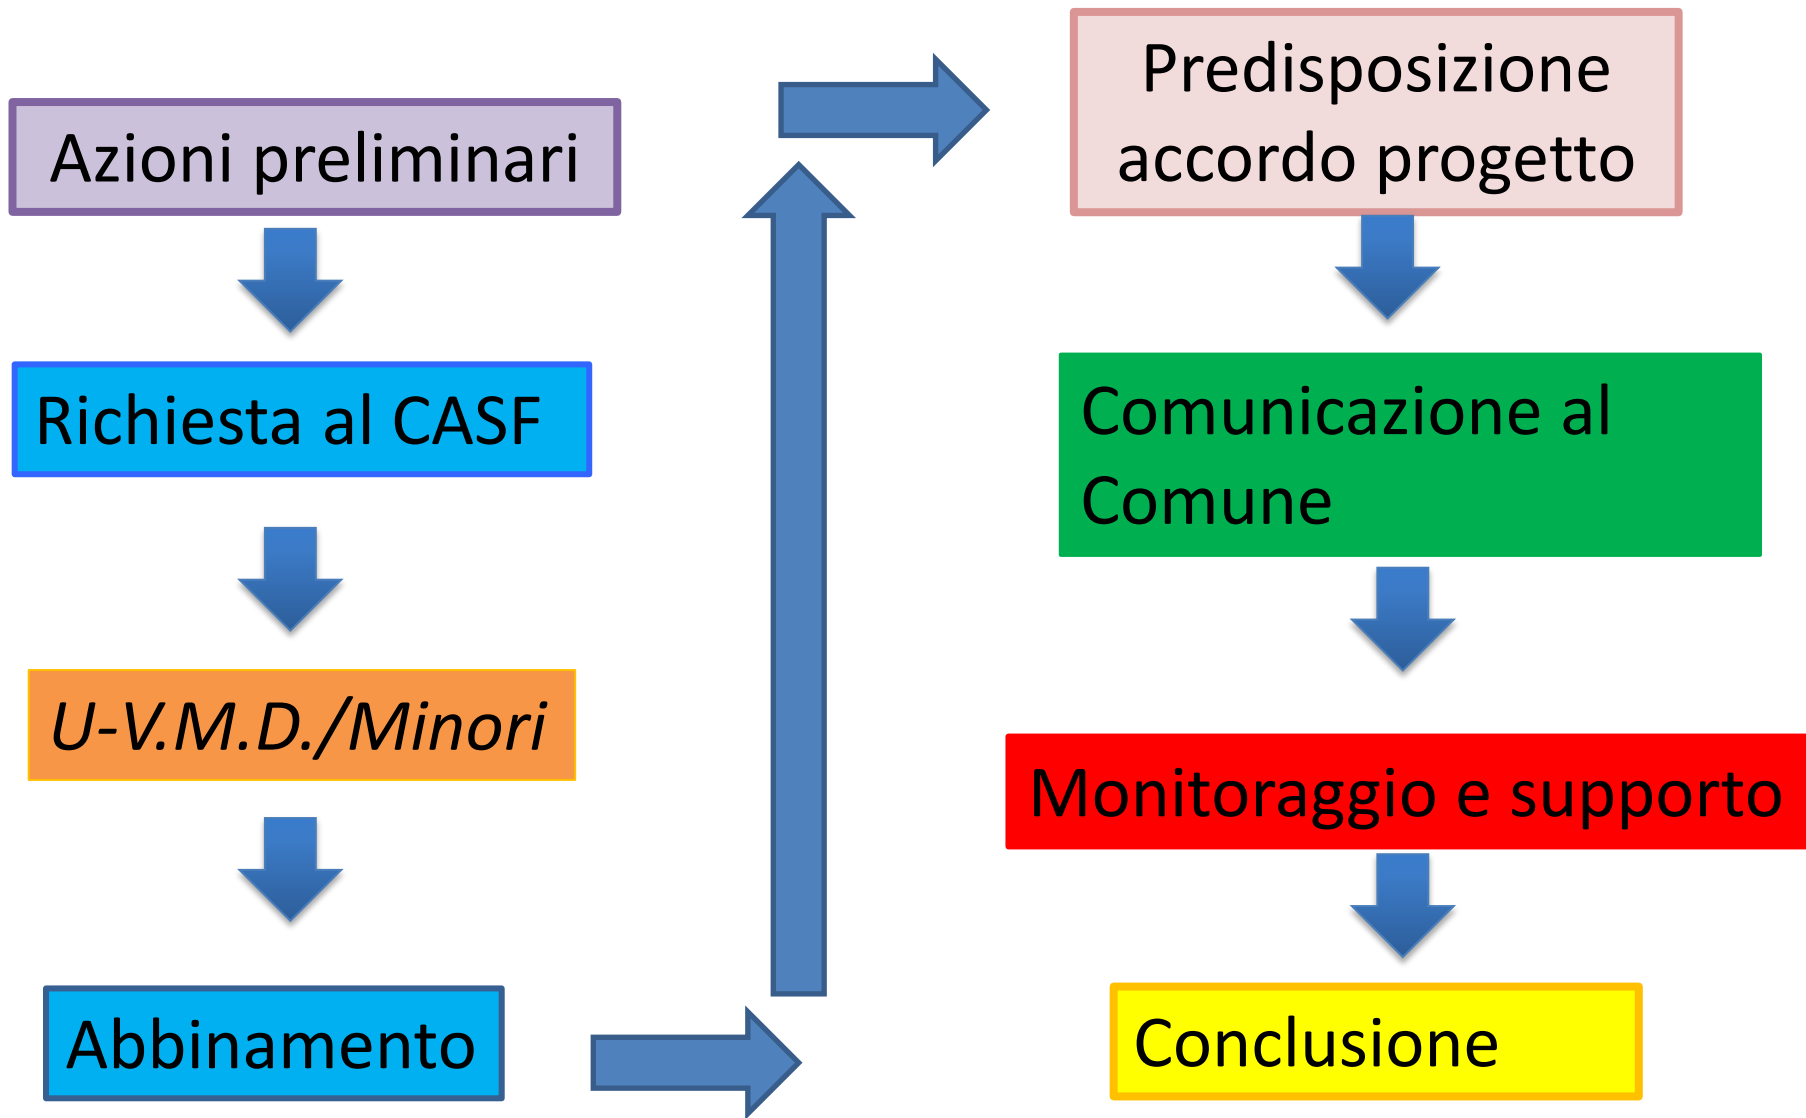 Azioni preliminari
Richiesta al CASF
U-V.M.D./Minori
Abbinamento
Predisposizione
accordo progetto
Comunicazione al
Comune
Monitoraggio e supporto
Conclusione